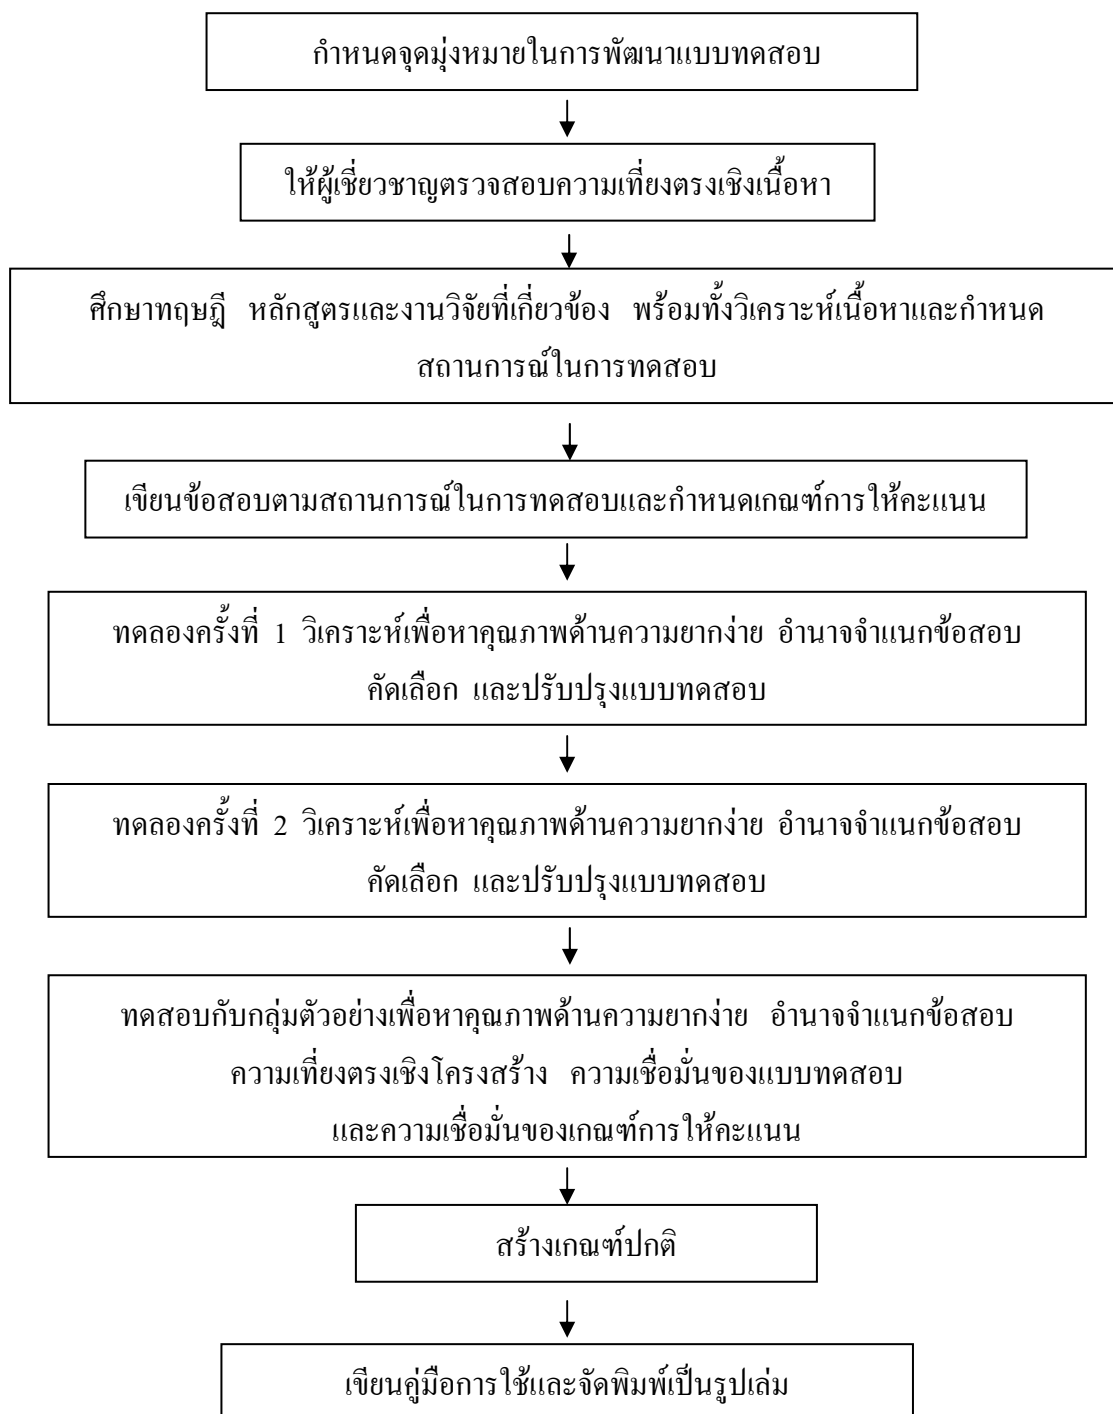 กำหนดจุดมุ่งหมายในการพัฒนาแบบทดสอบ
ให้ผู้เชี่ยวชาญตรวจสอบความเที่ยงตรงเชิงเนื้อหา
ศึกษาทฤษฎี หลักสูตรและงานวิจัยที่เกี่ยวข้อง พร้อมทั้งวิเคราะห์เนื้อหาและกำหนด
สถานการณ์ในการทดสอบ
เขียนข้อสอบตามสถานการณ์ในการทดสอบและกำหนดเกณฑ์การให้คะแนน
ทดลองครั้งที่ 1 วิเคราะห์เพื่อหาคุณภาพด้านความยากง่าย อำนาจจำแนกข้อสอบ
คัดเลือก และปรับปรุงแบบทดสอบ
ทดลองครั้งที่ 2 วิเคราะห์เพื่อหาคุณภาพด้านความยากง่าย อำนาจจำแนกข้อสอบ
คัดเลือก และปรับปรุงแบบทดสอบ
ทดสอบกับกลุ่มตัวอย่างเพื่อหาคุณภาพด้านความยากง่าย อำนาจจำแนกข้อสอบ
ความเที่ยงตรงเชิงโครงสร้าง ความเชื่อมั่นของแบบทดสอบ
และความเชื่อมั่นของเกณฑ์การให้คะแนน
สร้างเกณฑ์ปกติ
เขียนคู่มือการใช้และจัดพิมพ์เป็นรูปเล่ม